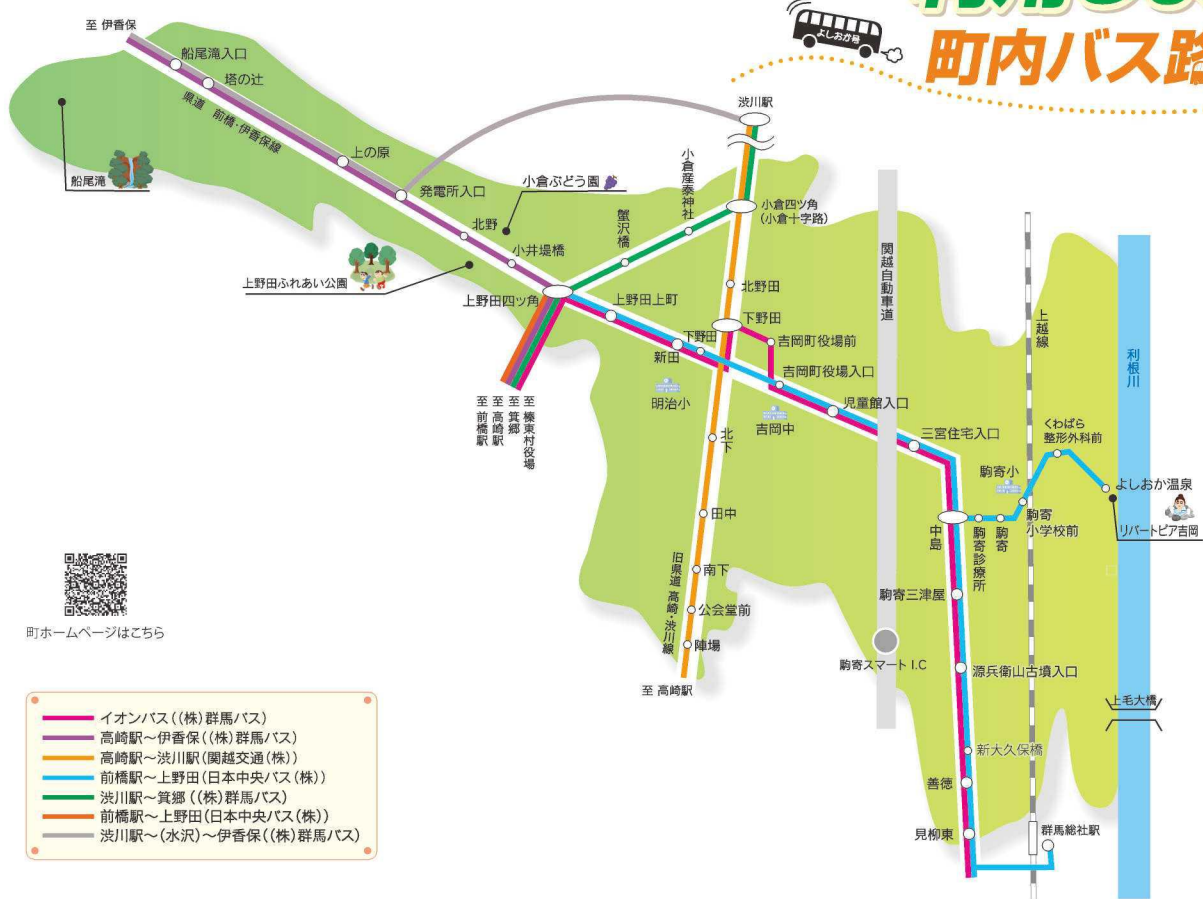 よしおか号
町内バス路
至 伊香保
船尾滝入口
塔の辻
県道 前橋・伊香保線
船尾滝
上の原
発電所入口
北野
小井堤橋
小倉ぶどう園
上野田ふれあい公園
上野田四ツ角
渋川駅
小倉産泰神社
蟹沢橋
小倉四ツ角
(小倉十字路)
北野田
下野田
上野田上町
下野田
新田
吉岡町役場前
吉岡町役場入口
明治小
吉岡中
児童館入口
三宮住宅入口
関越自動車道
上越線
利根川
至 前橋駅
至 高崎駅
至 箕郷
至 榛東村役場
北下
田中
南下
公会堂前
陣場
旧県道 高崎・渋川線
至 高崎駅
くわばら
整形外科前
駒寄小
よしおか温泉
リバートピア吉岡
駒寄
小学校前
駒寄
駒寄診療所
中島
駒寄三津屋
駒寄スマート I.C
源兵衛山古墳入口
上毛大橋
新大久保橋
善徳
見柳東
群馬総社駅
町ホームページはこちら
イオンバス((株)群馬バス)
高崎駅～伊香保((株)群馬バス)
高崎駅～渋川駅(関越交通(株))
前橋駅～上野田(日本中央バス(株))
渋川駅～箕郷((株)群馬バス)
前橋駅～上野田(日本中央バス(株))
渋川駅～(水沢)～伊香保((株)群馬バス)